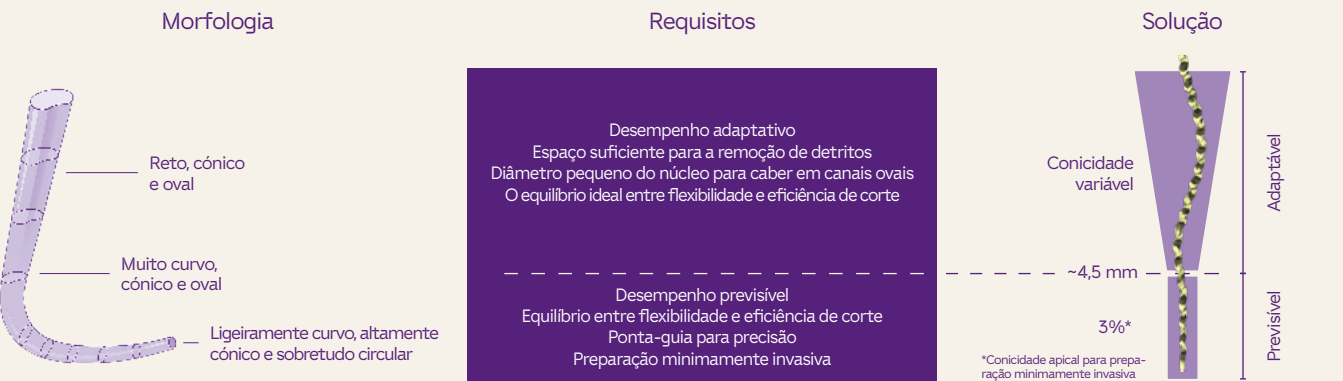 Morfologia
Requisitos
Solução
Reto, cónico
e oval
Muito curvo,
cónico e oval
Ligeiramente curvo, altamente
cónico e sobretudo circular
Desempenho adaptativo
Espaço suficiente para a remoção de detritos
Diâmetro pequeno do núcleo para caber em canais ovais
O equilíbrio ideal entre flexibilidade e eficiência de corte
Desempenho previsível
Equilíbrio entre flexibilidade e eficiência de corte
Ponta-guia para precisão
Preparação minimamente invasiva
Conicidade
variável
~4,5 mm
3%*
*Conicidade apical para prepa-
ração minimamente invasiva
Adaptável
Previsível